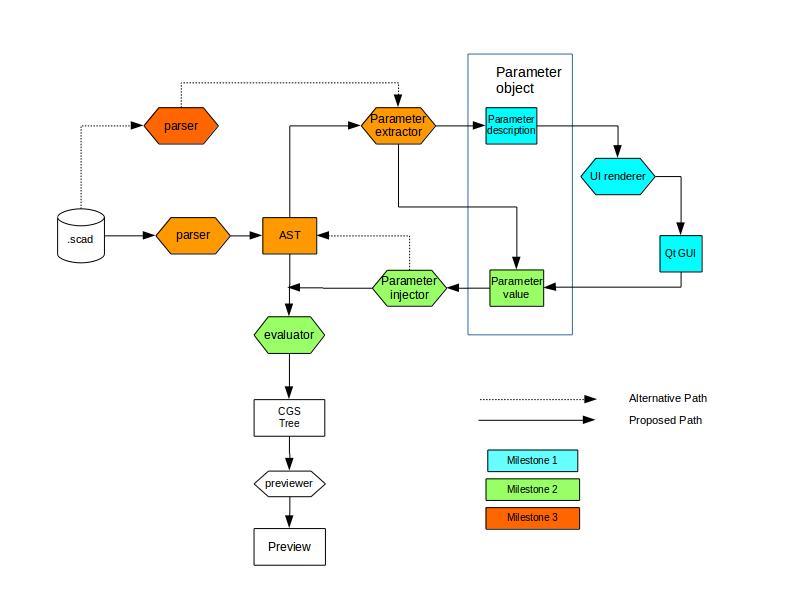 Parameter
object
parser
Parameter
extractor
Parameter
description
UI renderer
.scad
parser
AST
Qt GUI
Parameter
injector
Parameter
value
evaluator
Alternative Path
CGS
Tree
Proposed Path
Milestone 1
previewer
Milestone 2
Milestone 3
Preview